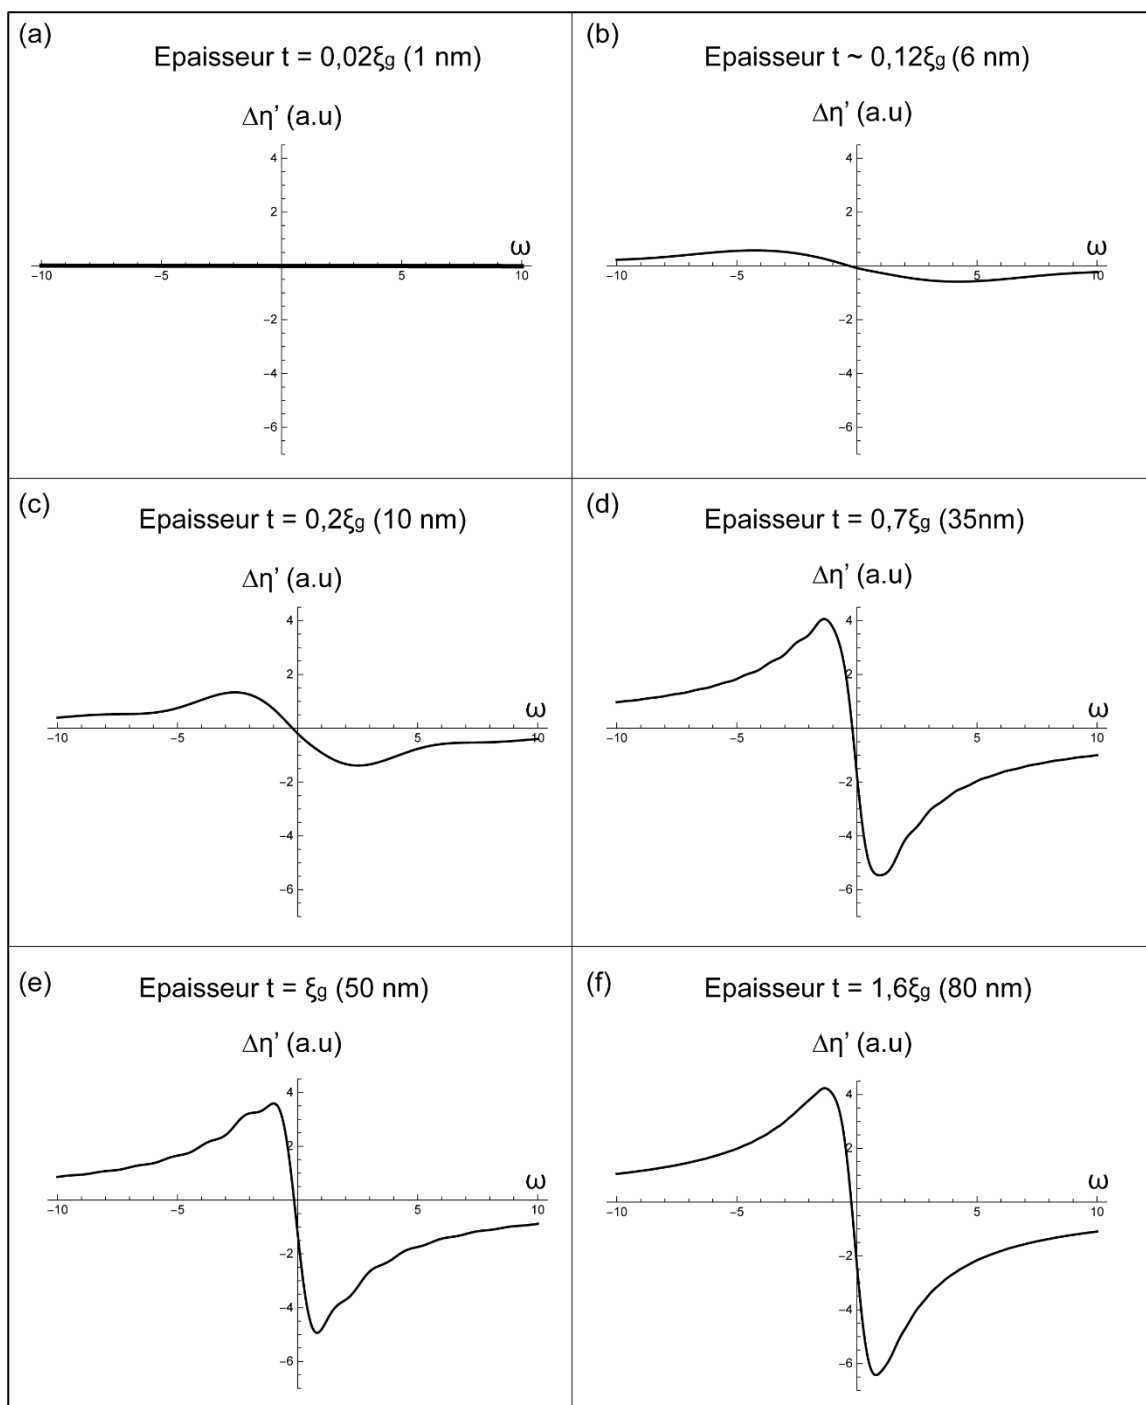 (a)
Epaisseur t = 0,02ξg (1 nm)
Δη’ (a.u)
4
2
ω
-10 -5 5 10
-2
-4
-6
(b)
Epaisseur t ~ 0,12ξg (6 nm)
Δη’ (a.u)
4
2
ω
-10 -5 5 10
-2
-4
-6
(c)
Epaisseur t = 0,2ξg (10 nm)
Δη’ (a.u)
4
2
ω
-10 -5 5 10
-2
-4
-6
(d)
Epaisseur t = 0,7ξg (35nm)
Δη’ (a.u)
4
2
ω
-10 -5 5 10
-2
-4
-6
(e)
Epaisseur t = ξg (50 nm)
Δη’ (a.u)
4
2
ω
-10 -5 5 10
-2
-4
-6
(f)
Epaisseur t = 1,6ξg (80 nm)
Δη’ (a.u)
4
2
ω
-10 -5 5 10
-2
-4
-6